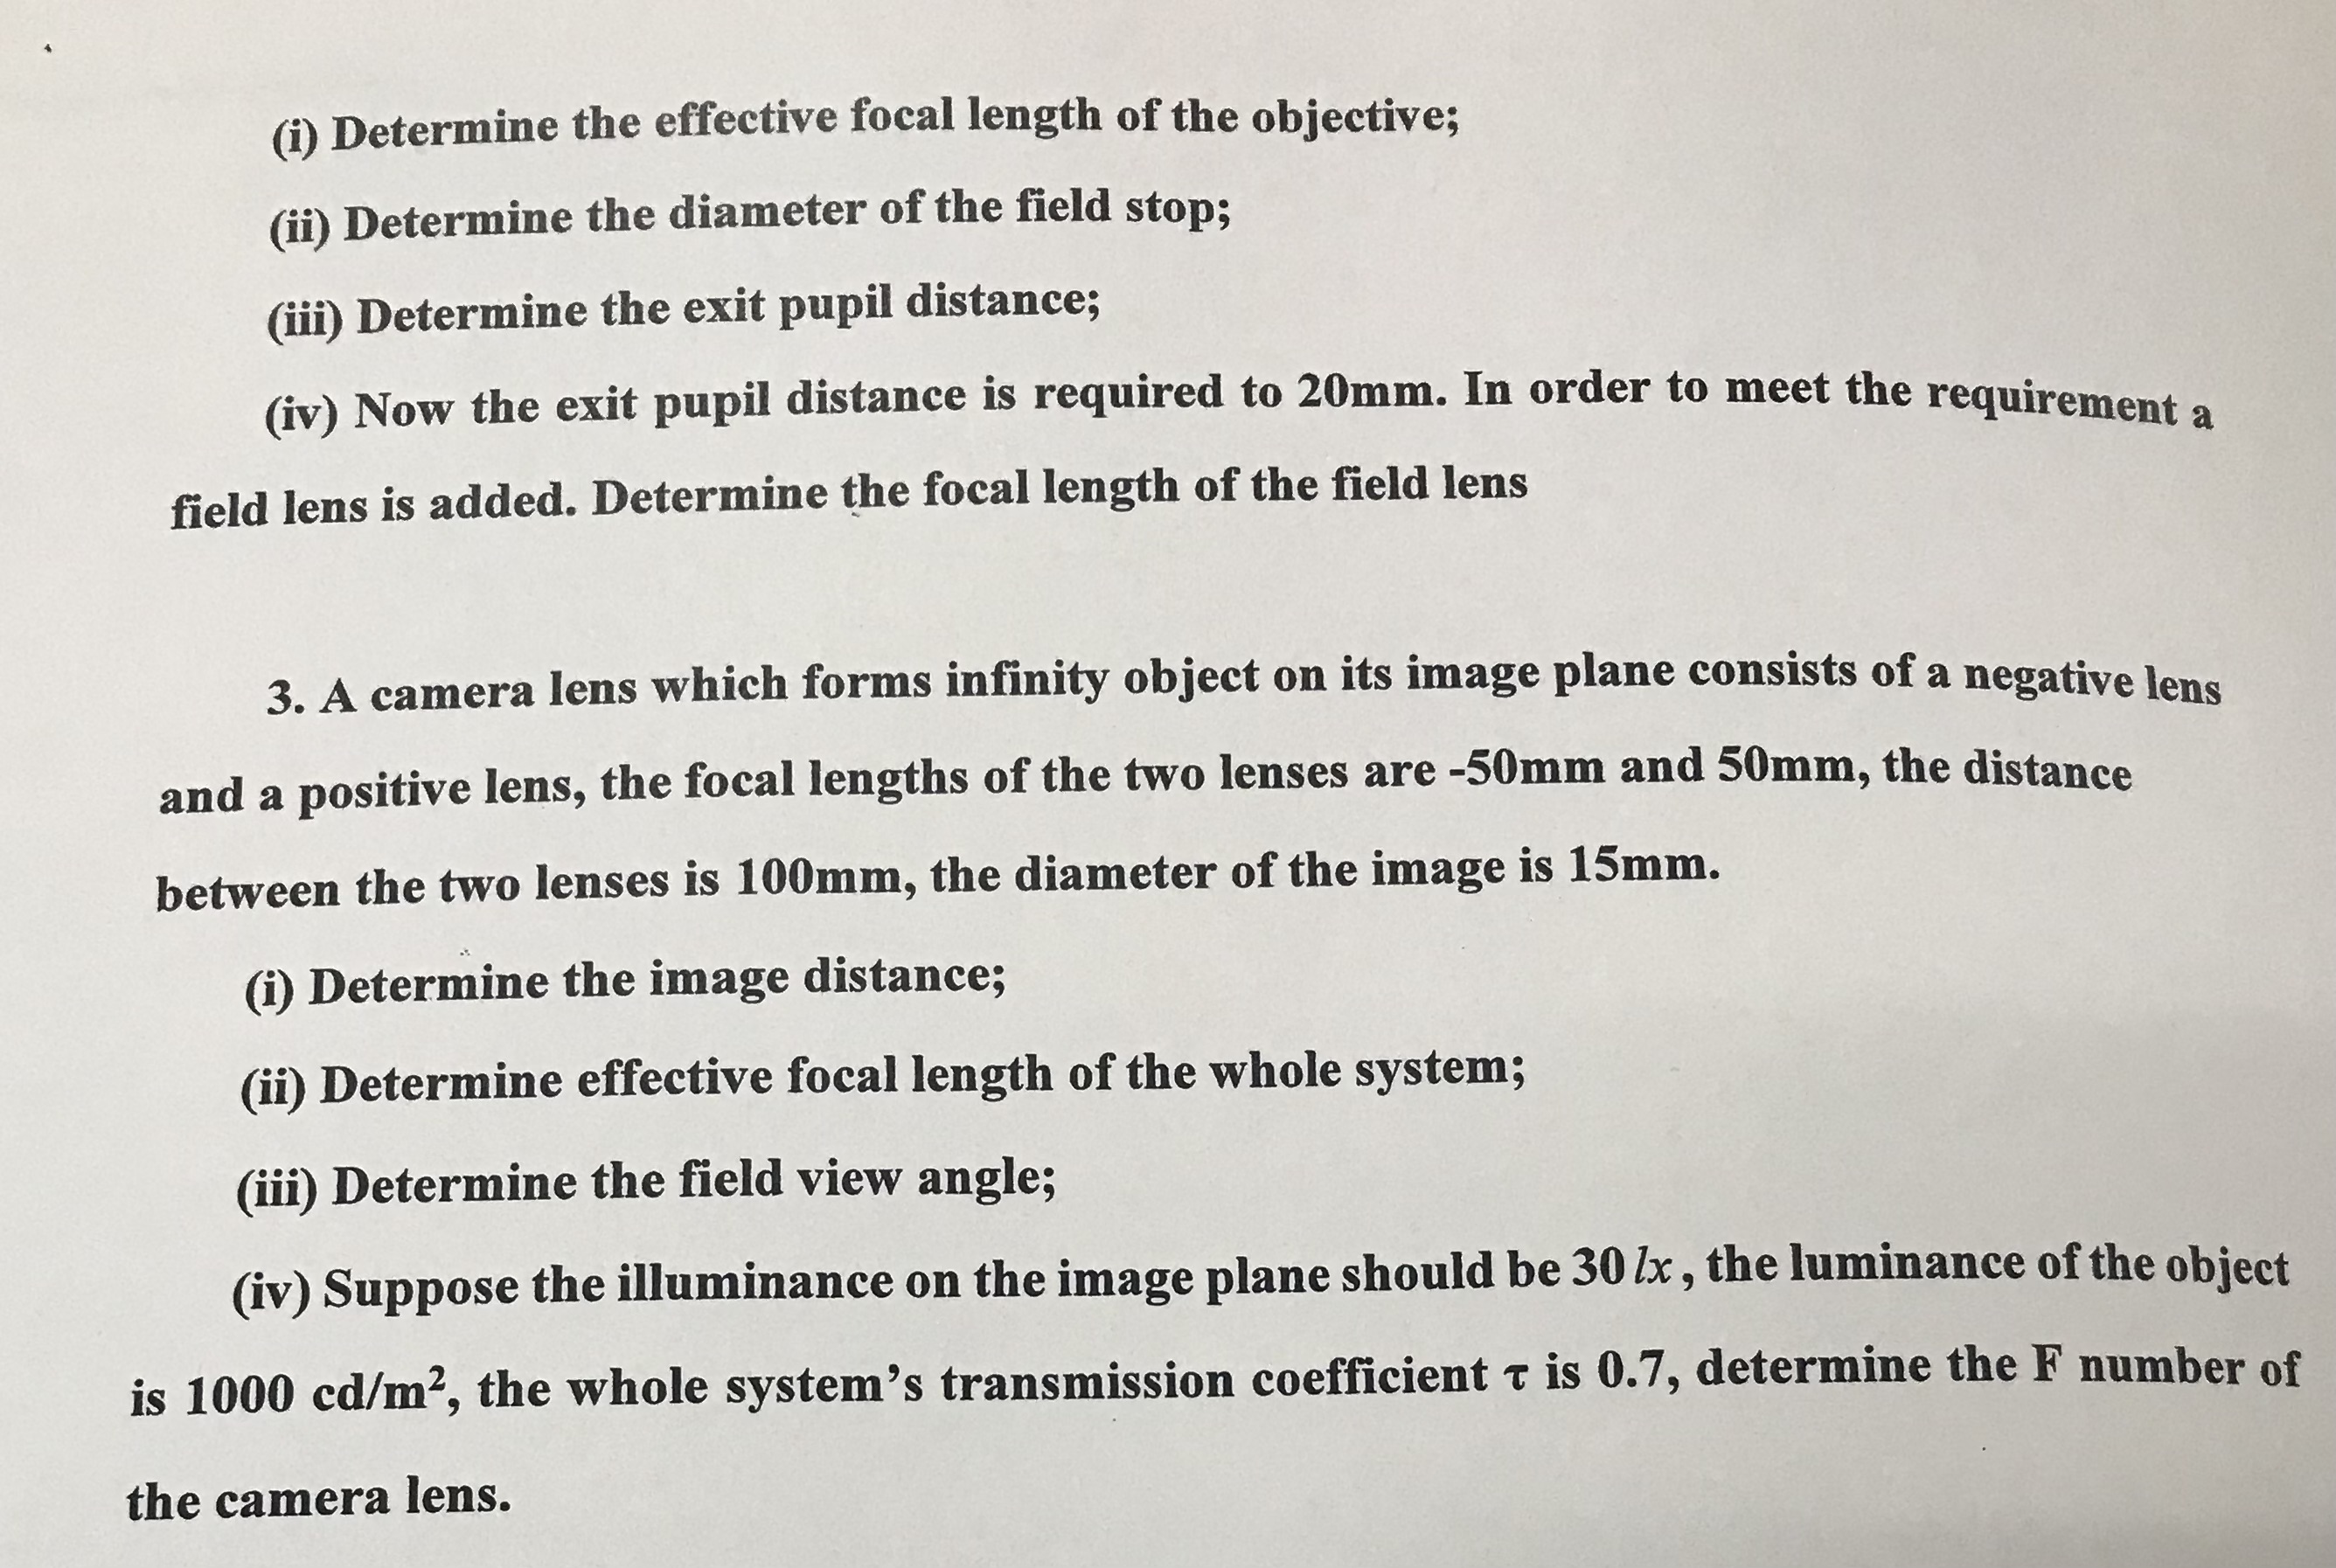 (i) Determine the effective focal length of the objective;
(ii) Determine the diameter of the field stop;
(iii) Determine the exit pupil distance;
(iv) Now the exit pupil distance is required to 20mm. In order to meet the requirement a
field lens is added. Determine the focal length of the field lens
3. A camera lens which forms infinity object on its image plane consists of a negative lens
and a positive lens, the focal lengths of the two lenses are -50mm and 50mm, the distance
between the two lenses is 100mm, the diameter of the image is 15mm.
(i) Determine the image distance;
(ii) Determine effective focal length of the whole system;
(iii) Determine the field view angle;
(iv) Suppose the illuminance on the image plane should be 30 lx, the luminance of the object
is 1000 cd/m², the whole system's transmission coefficient τ is 0.7, determine the F number of
the camera lens.